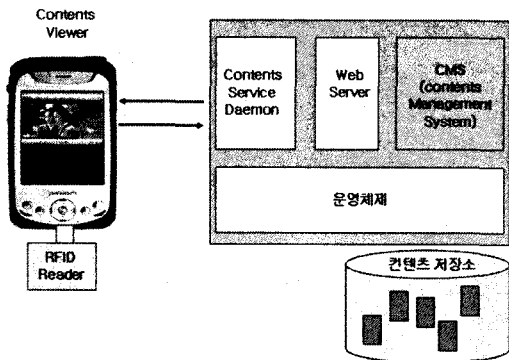 Contents
Viewer
Contents
Service
Daemon
Web
Server
CMS
(contents
Management
System)
운영체제
RFID
Reader
컨텐츠 저장소